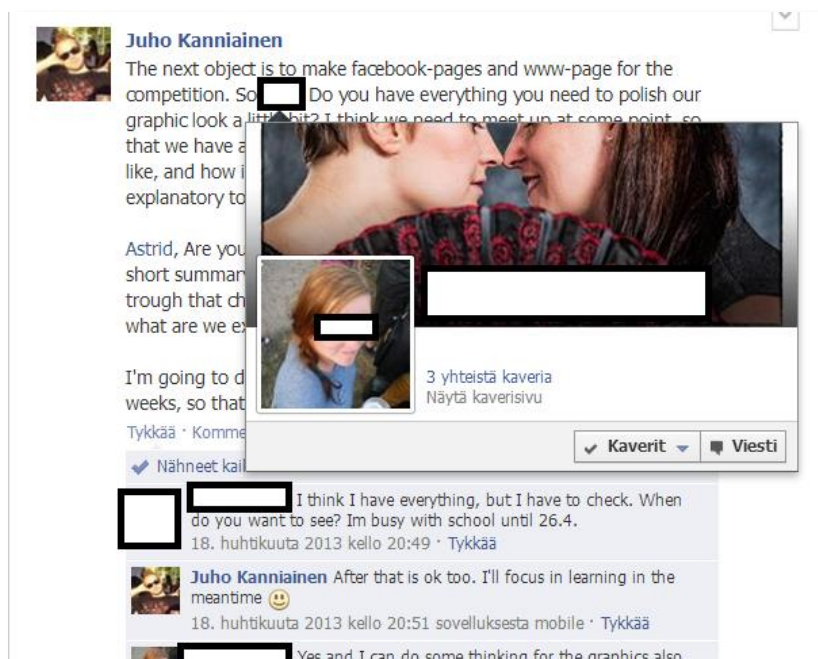 Juho Kanniainen
The next object is to make facebook-pages and www-page for the
competition. So Do you have everything you need to polish our
graphic look a little bit? I think we need to meet up at some point, so
that we have a
like, and how i
explanatory to
Astrid, Are you
short summar
trough that ch
what are we ex
3 yhteistä kaveria
Näytä kaverisivu
I'm going to d
weeks, so that
Tykkää · Komme
Kaverit
Viesti
Nähneet kai
I think I have everything, but I have to check. When
do you want to see? Im busy with school until 26.4.
18. huhtikuuta 2013 kello 20:49 · Tykkää
Juho Kanniainen After that is ok too. I'll focus in learning in the
meantime
18. huhtikuuta 2013 kello 20:51 sovelluksesta mobile · Tykkää
Yes and I can do some thinking for the graphics also